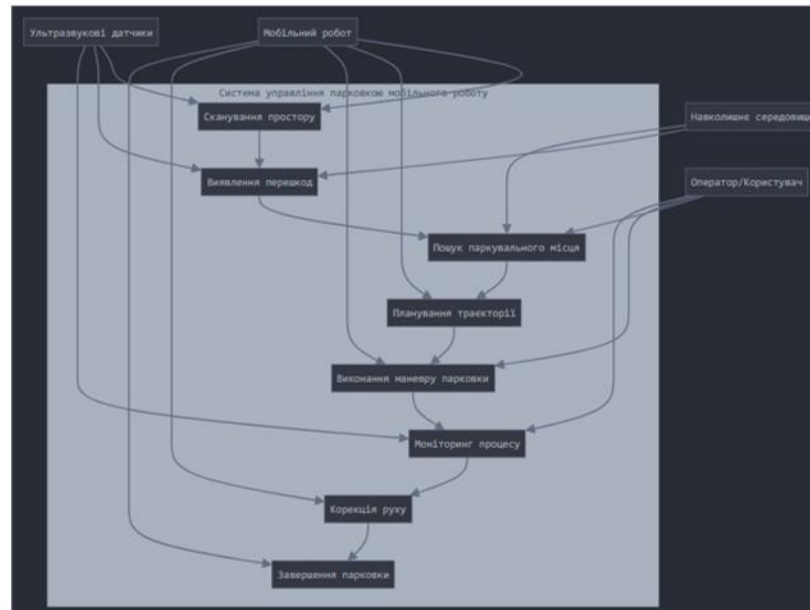 Ультразвукові датчики
Мобільний робот
Система управління парковкою мобільного роботу
Сканування простору
Навколишнє середовище
Виявлення перешкод
Оператор/Користувач
Пошук паркувального місця
Планування траєкторії
Виконання маневру парковки
Моніторинг процесу
Корекція руху
Завершення парковки